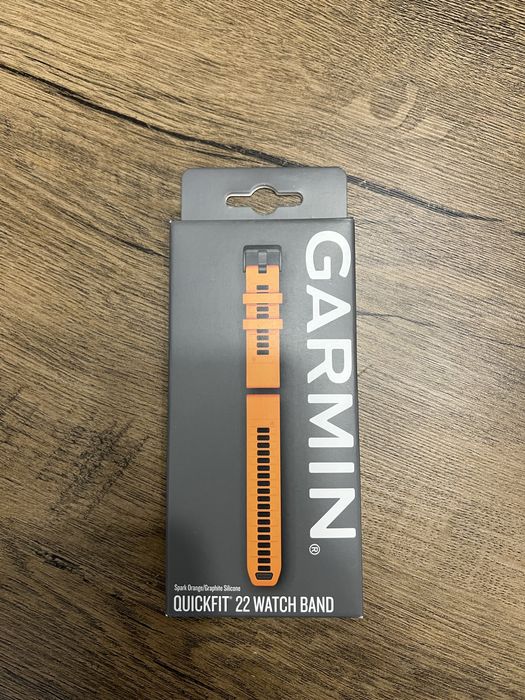 GARMIN®
Spark Orange/Graphite Silicone
QUICKFIT® 22 WATCH BAND